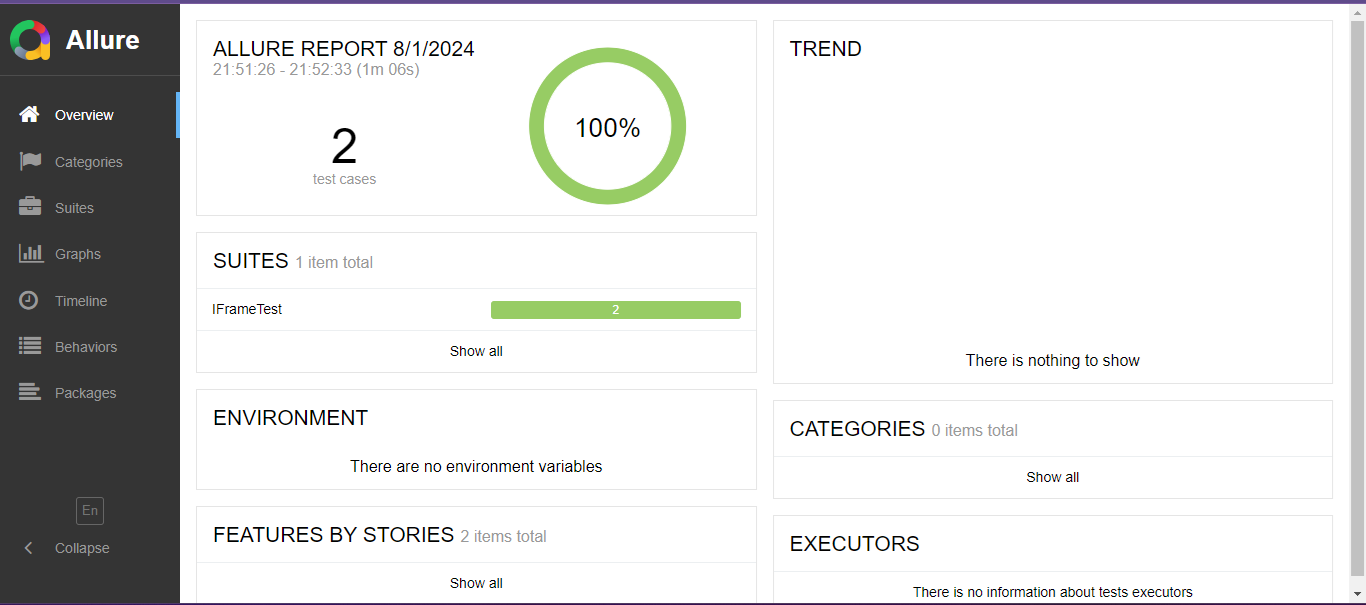 Allure
Overview
Categories
Suites
Graphs
Timeline
Behaviors
Packages
En
Collapse
ALLURE REPORT 8/1/2024
21:51:26 - 21:52:33 (1m 06s)
2
test cases
100%
SUITES 1 item total
IFrameTest 2
Show all
ENVIRONMENT
There are no environment variables
FEATURES BY STORIES 2 items total
Show all
TREND
There is nothing to show
CATEGORIES 0 items total
Show all
EXECUTORS
There is no information about tests executors